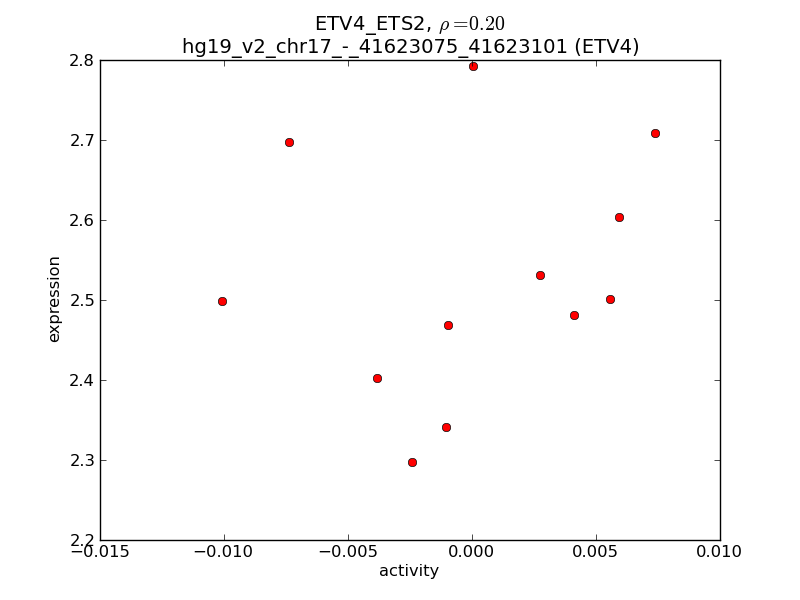 ETV4_ETS2, ρ=0.20
hg19_v2_chr17_-_41623075_41623101 (ETV4)
2.8
2.7
2.6
2.5
2.4
2.3
2.2
expression
−0.015 −0.010 −0.005 0.000 0.005 0.010
activity